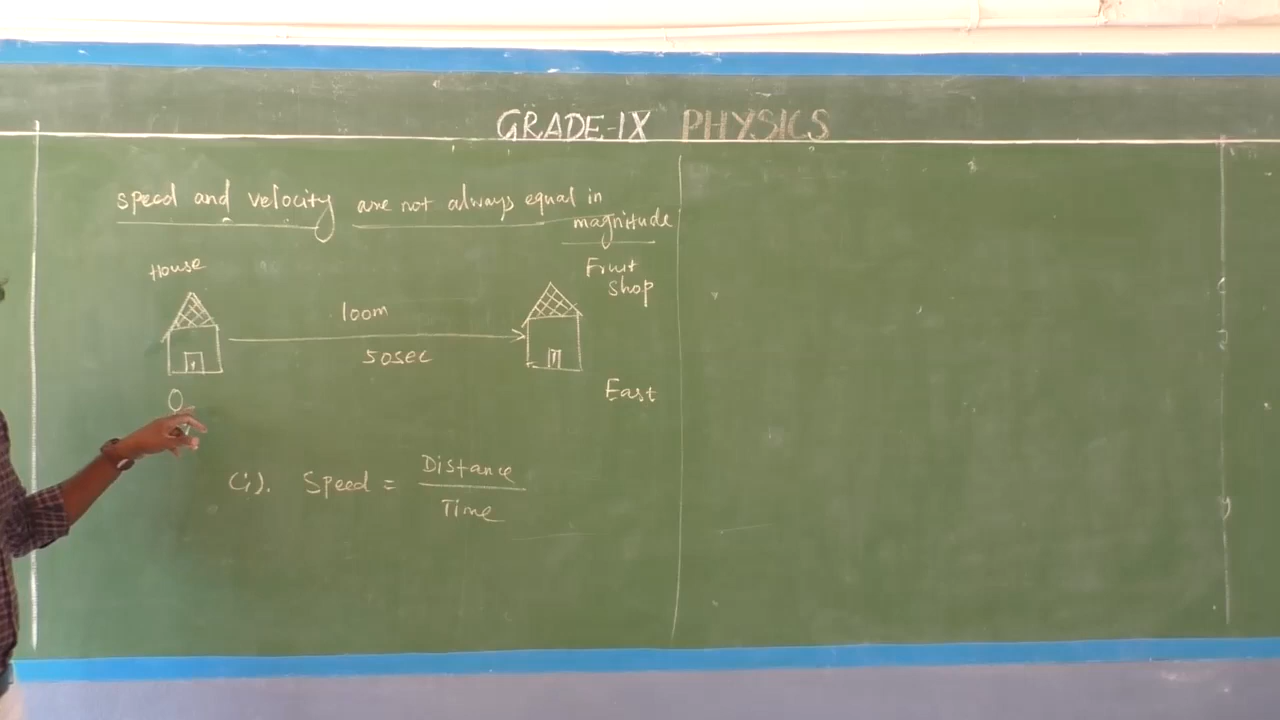 GRADE-IX PHYSICS
speed and velocity are not always equal in
magnitude
House
Fruit
Shop
100m
50sec
East
O
(i). Speed = Distance
Time